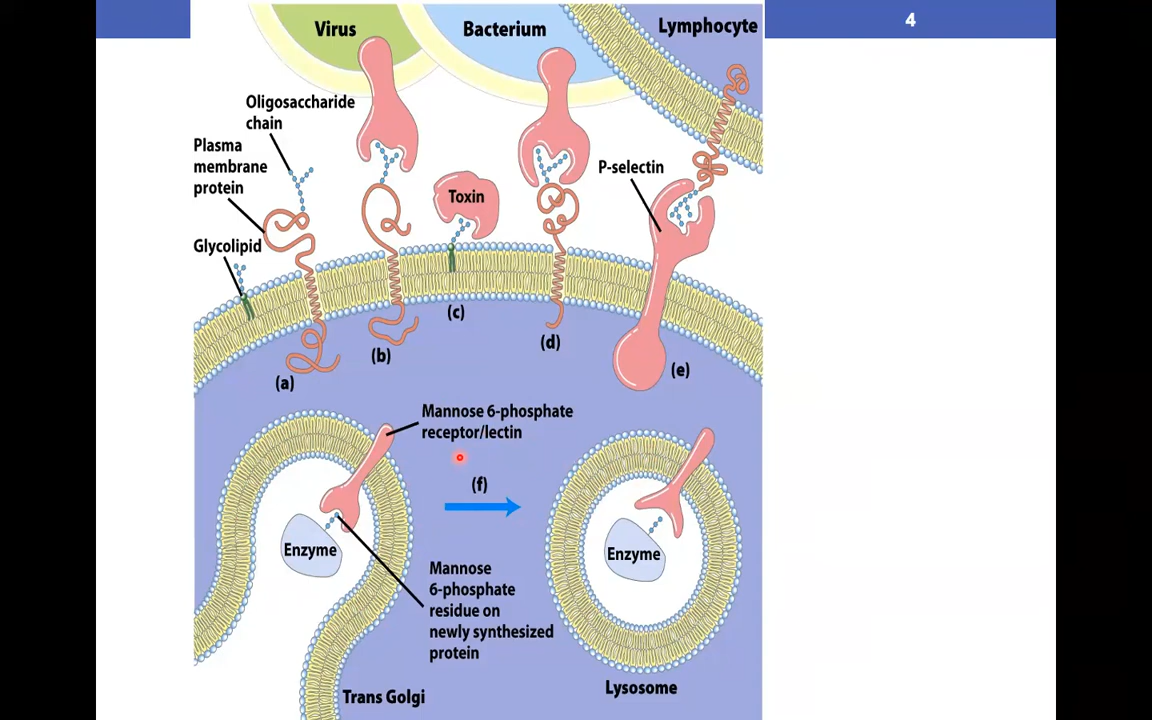 4
Virus
Bacterium
Lymphocyte
Oligosaccharide
chain
Plasma
membrane
protein
P-selectin
Toxin
Glycolipid
(a)
(b)
(c)
(d)
(e)
Mannose 6-phosphate
receptor/lectin
(f)
Enzyme
Enzyme
Mannose
6-phosphate
residue on
newly synthesized
protein
Trans Golgi
Lysosome